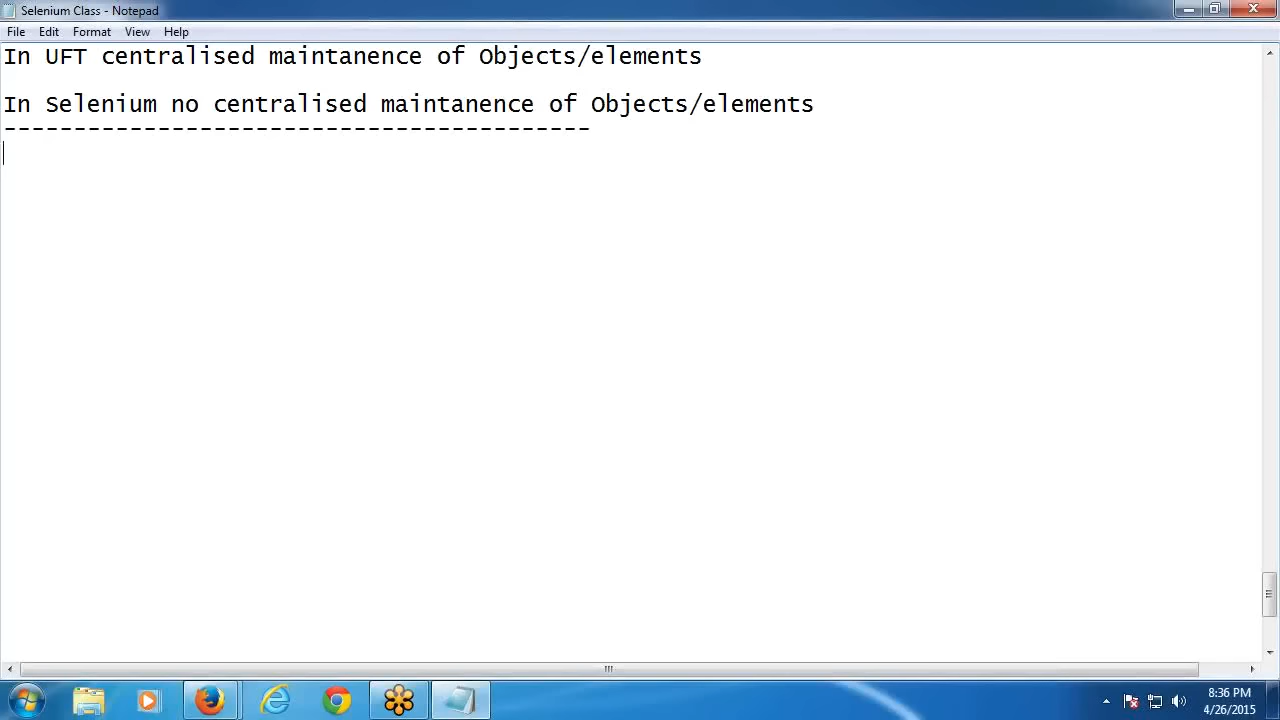 Selenium Class - Notepad
File Edit Format View Help
In UFT centralised maintanence of Objects/elements
In Selenium no centralised maintanence of Objects/elements
------------------------------------------
8:36 PM
4/26/2015